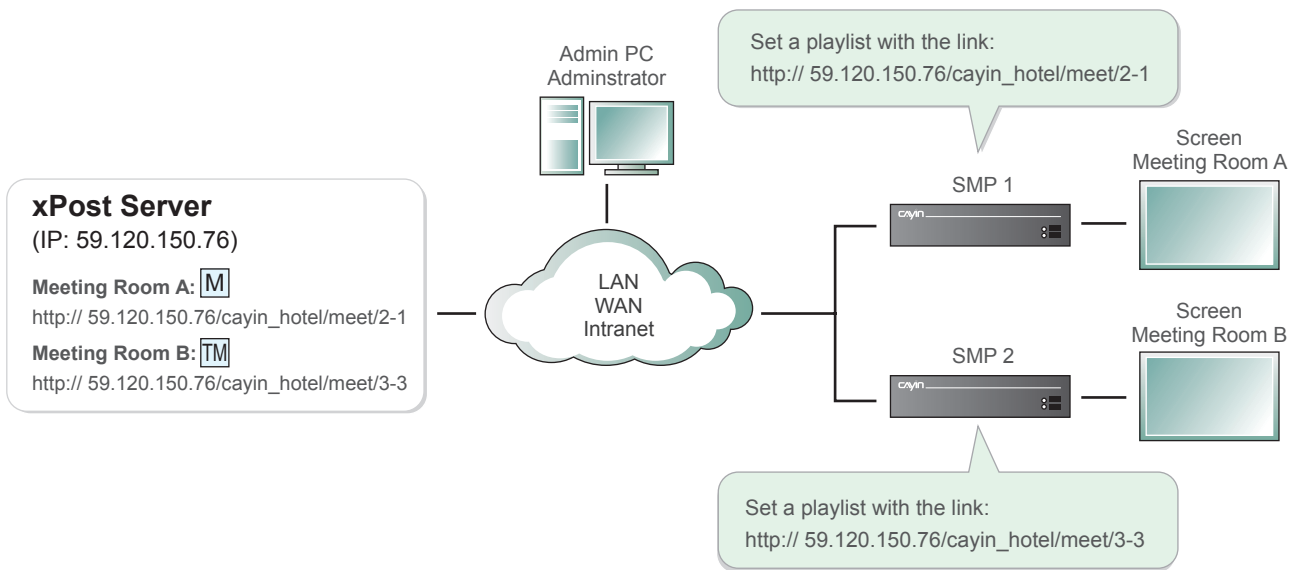 Admin PC
Adminstrator
Set a playlist with the link:
http:// 59.120.150.76/cayin_hotel/meet/2-1
Screen
Meeting Room A
SMP 1
CAYIN
xPost Server
(IP: 59.120.150.76)
Meeting Room A: M
http:// 59.120.150.76/cayin_hotel/meet/2-1
Meeting Room B: TM
http:// 59.120.150.76/cayin_hotel/meet/3-3
LAN
WAN
Intranet
Screen
Meeting Room B
SMP 2
CAYIN
Set a playlist with the link:
http:// 59.120.150.76/cayin_hotel/meet/3-3